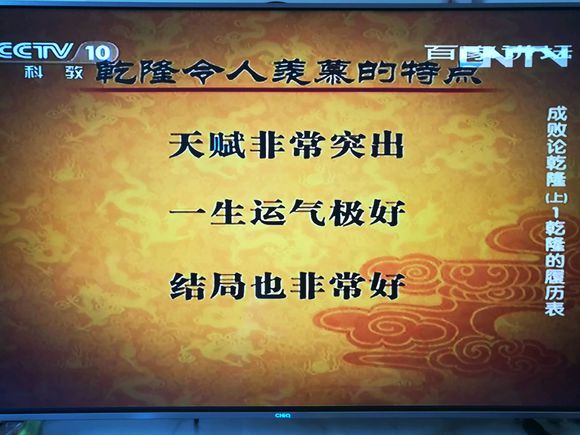 CCTV 10
科教
百家讲坛
CNTV
乾隆令人羡慕的特点
天赋非常突出
一生运气极好
结局也非常好
成败论乾隆(上)1乾隆的履历表
CHiQ